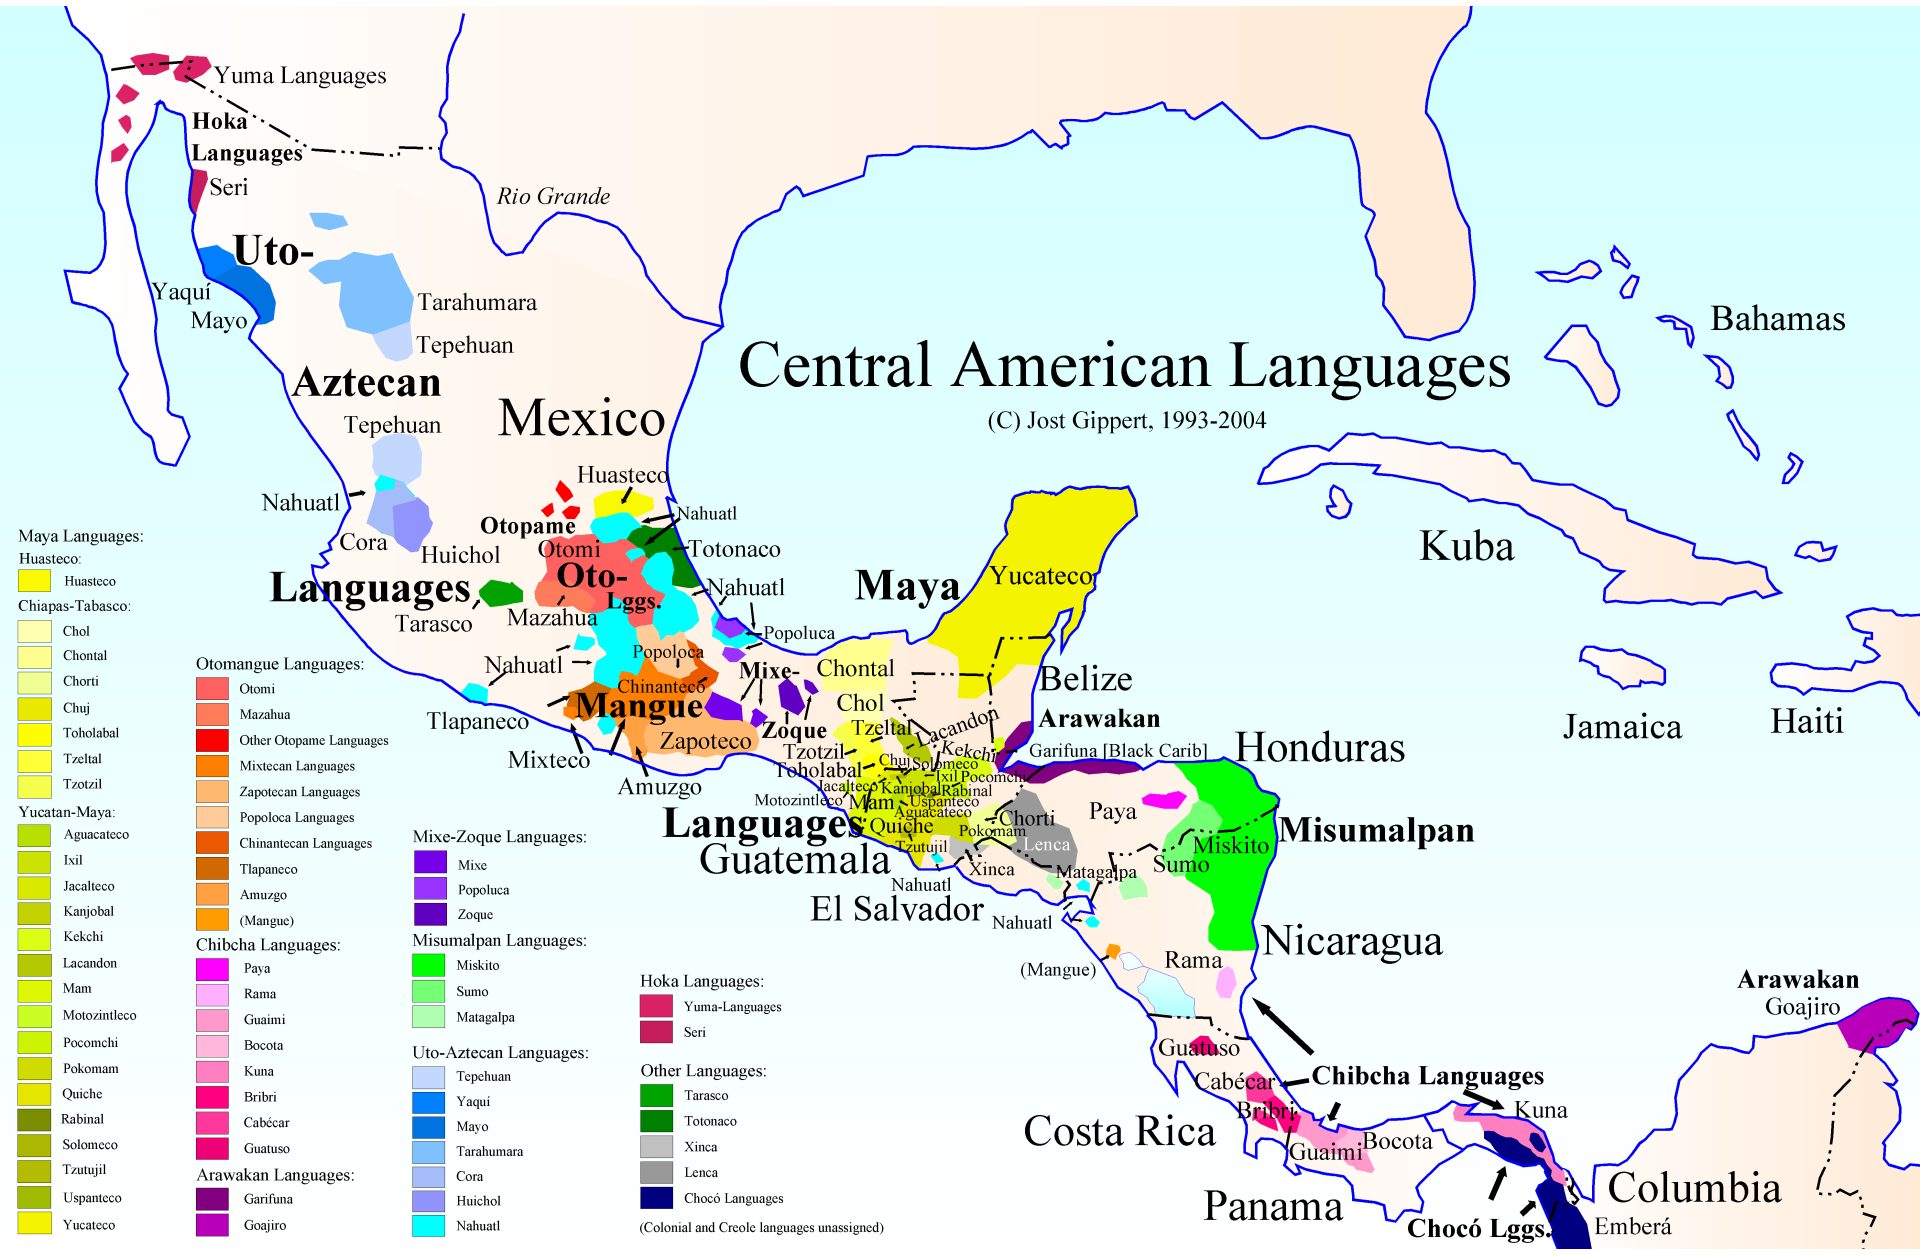 Yuma Languages
Hoka
Languages
Seri
Rio Grande
Uto-
Yaquí
Mayo
Tarahumara
Tepehuan
Aztecan
Tepehuan
Mexico
Central American Languages
(C) Jost Gippert, 1993-2004
Bahamas
Kuba
Jamaica
Haiti
Nahuatl
Cora
Huichol
Languages
Tarasco
Huasteco
Otopame
Otomi
Oto-
Lggs.
Mazahua
Nahuatl
Totonaco
Nahuatl
Popoluca
Popoloca
Nahuatl
Chinanteco
Mangue
Tlapaneco
Mixteco
Amuzgo
Zapoteco
Mixe-
Zoque
Maya
Yucateco
Chontal
Chol
Tzeltal
Lacandon
Tzotzil
Kekchi
Toholabal
Chuj
Solomeco
Ixil
Pocomchi
Jacalteco
Kanjobal
Rabinal
Motozintleco
Mam
Uspanteco
Aguacateco
Languages
Quiche
Pokomam
Chorti
Tzutujil
Guatemala
Xinca
Lenca
Nahuatl
El Salvador
Belize
Arawakan
Garifuna [Black Carib]
Honduras
Paya
Misumalpan
Miskito
Sumo
Matagalpa
Nahuatl
Nicaragua
(Mangue)
Rama
Guatuso
Cabécar
Chibcha Languages
Bribri
Costa Rica
Guaimi
Bocota
Kuna
Panama
Chocó Lggs.
Emberá
Columbia
Arawakan
Goajiro
Maya Languages:
Huasteco:
Huasteco
Chiapas-Tabasco:
Chol
Chontal
Chorti
Chuj
Toholabal
Tzeltal
Tzotzil
Yucatan-Maya:
Aguacateco
Ixil
Jacalteco
Kanjobal
Kekchi
Lacandon
Mam
Motozintleco
Pocomchi
Pokomam
Quiche
Rabinal
Solomeco
Tzutujil
Uspanteco
Yucateco
Otomangue Languages:
Otomi
Mazahua
Other Otopame Languages
Mixtecan Languages
Zapotecan Languages
Popoloca Languages
Chinantecan Languages
Tlapaneco
Amuzgo
(Mangue)
Chibcha Languages:
Paya
Rama
Guaimi
Bocota
Kuna
Bribri
Cabécar
Guatuso
Arawakan Languages:
Garifuna
Goajiro
Mixe-Zoque Languages:
Mixe
Popoluca
Zoque
Misumalpan Languages:
Miskito
Sumo
Matagalpa
Uto-Aztecan Languages:
Tepehuan
Yaquí
Mayo
Tarahumara
Cora
Huichol
Nahuatl
Hoka Languages:
Yuma-Languages
Seri
Other Languages:
Tarasco
Totonaco
Xinca
Lenca
Chocó Languages
(Colonial and Creole languages unassigned)